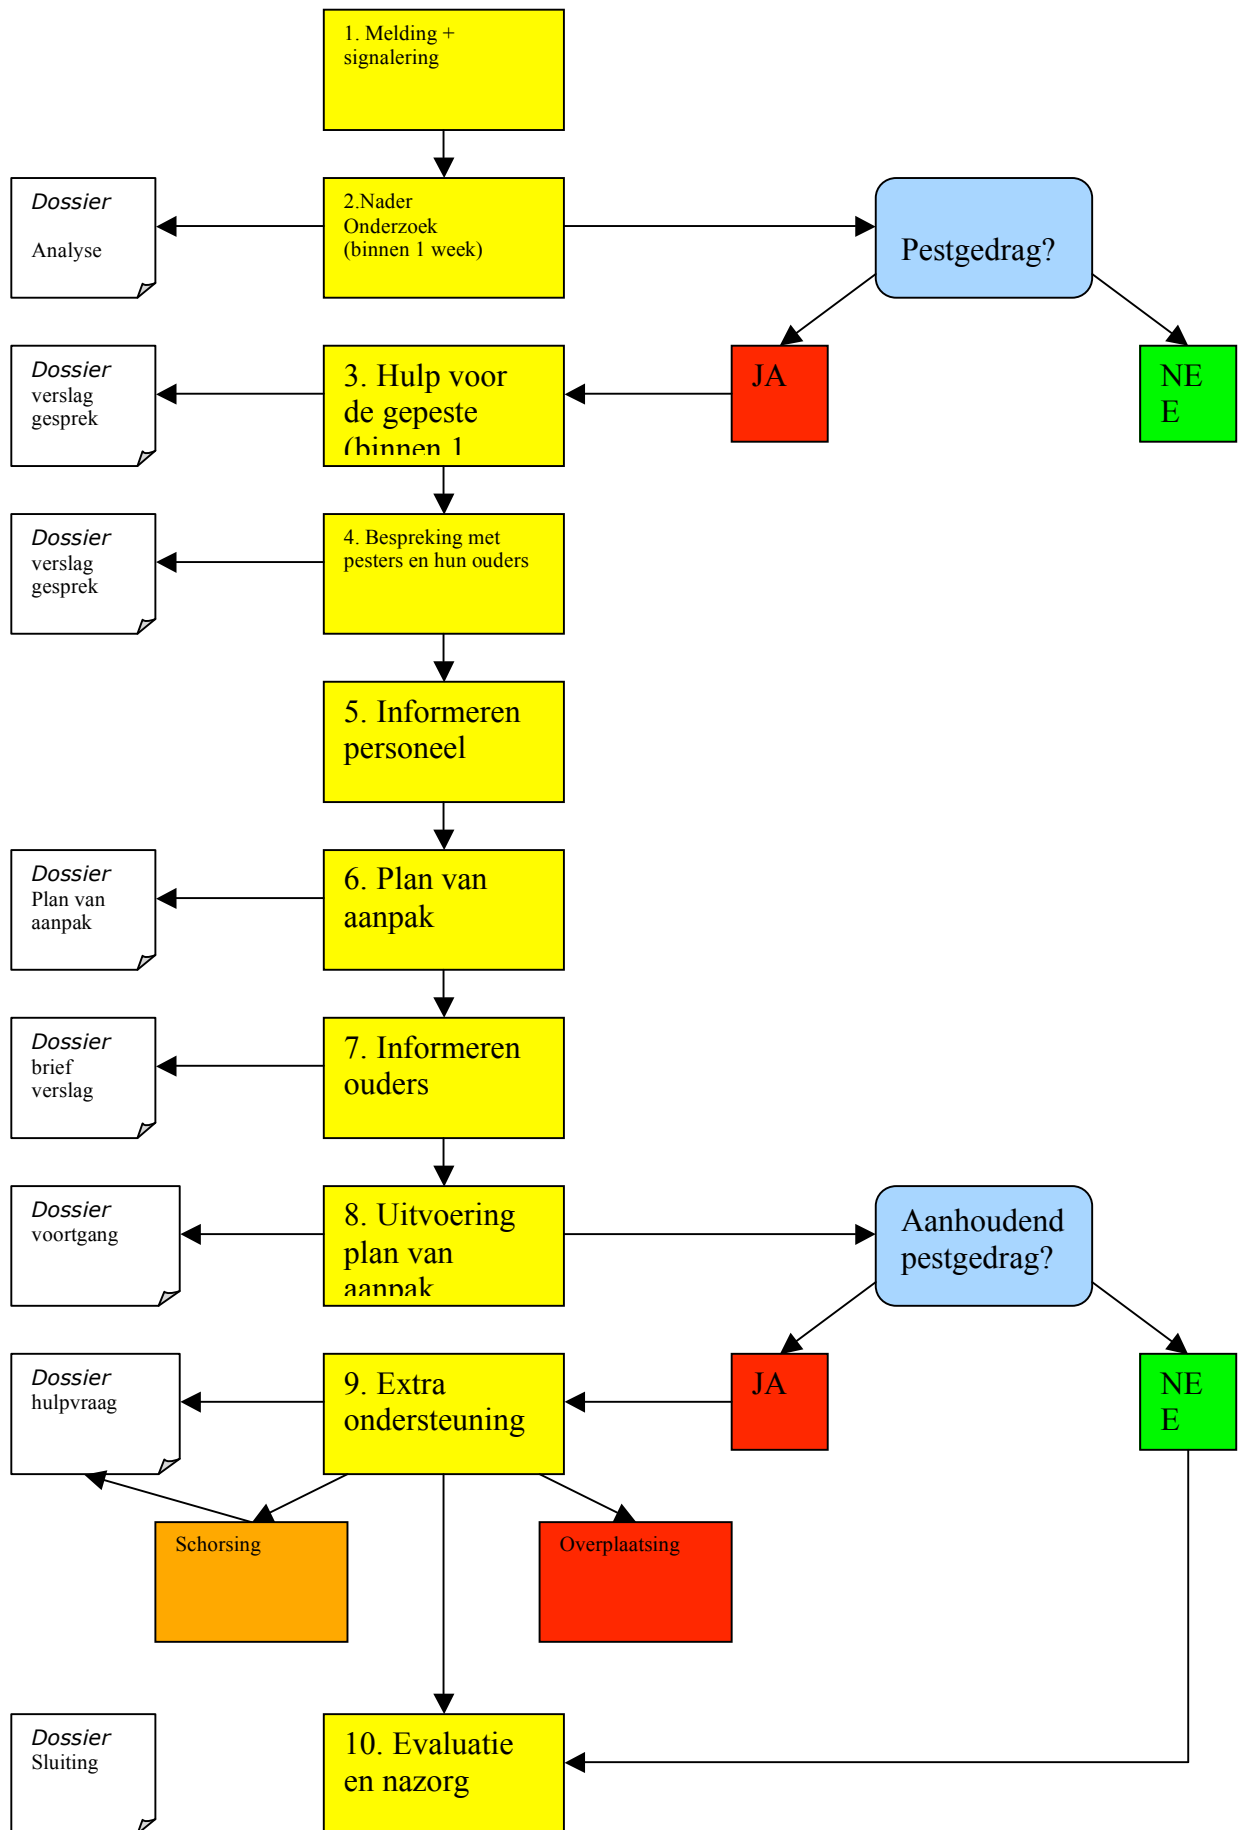 1. Melding +
signalering
Dossier
Analyse
2.Nader
Onderzoek
(binnen 1 week)
Pestgedrag?
Dossier
verslag
gesprek
3. Hulp voor
de gepeste
(binnen 1
JA
NE
E
Dossier
verslag
gesprek
4. Bespreking met
pesters en hun ouders
5. Informeren
personeel
Dossier
Plan van
aanpak
6. Plan van
aanpak
Dossier
brief
verslag
7. Informeren
ouders
Dossier
voortgang
8. Uitvoering
plan van
aanpak
Aanhoudend
pestgedrag?
Dossier
hulpvraag
9. Extra
ondersteuning
JA
NE
E
Schorsing
Overplaatsing
Dossier
Sluiting
10. Evaluatie
en nazorg